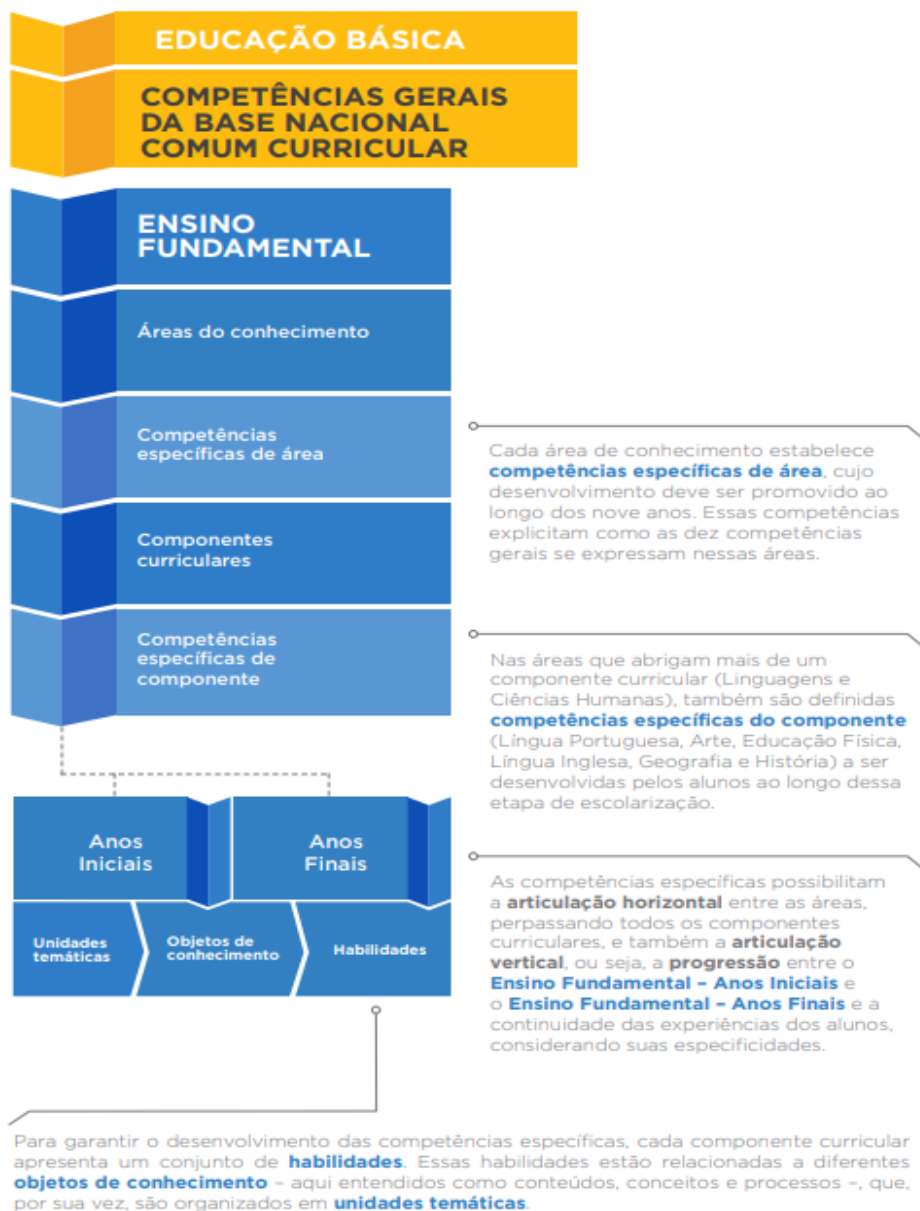 EDUCAÇÃO BÁSICA
COMPETÊNCIAS GERAIS
DA BASE NACIONAL
COMUM CURRICULAR
ENSINO
FUNDAMENTAL
Áreas do conhecimento
Competências
específicas de área
Cada área de conhecimento estabelece
competências específicas de área, cujo
desenvolvimento deve ser promovido ao
longo dos nove anos. Essas competências
explicitam como as dez competências
gerais se expressam nessas áreas.
Componentes
curriculares
Competências
específicas de
componente
Nas áreas que abrigam mais de um
componente curricular (Linguagens e
Ciências Humanas), também são definidas
competências específicas do componente
(Língua Portuguesa, Arte, Educação Física,
Língua Inglesa, Geografia e História) a ser
desenvolvidas pelos alunos ao longo dessa
etapa de escolarização.
Anos
Iniciais
Anos
Finais
Unidades
temáticas
Objetos de
conhecimento
Habilidades
As competências específicas possibilitam
a articulação horizontal entre as áreas,
perpassando todos os componentes
curriculares, e também a articulação
vertical, ou seja, a progressão entre o
Ensino Fundamental – Anos Iniciais e
o Ensino Fundamental – Anos Finais e a
continuidade das experiências dos alunos,
considerando suas especificidades.
Para garantir o desenvolvimento das competências específicas, cada componente curricular
apresenta um conjunto de habilidades. Essas habilidades estão relacionadas a diferentes
objetos de conhecimento – aqui entendidos como conteúdos, conceitos e processos –, que,
por sua vez, são organizados em unidades temáticas.